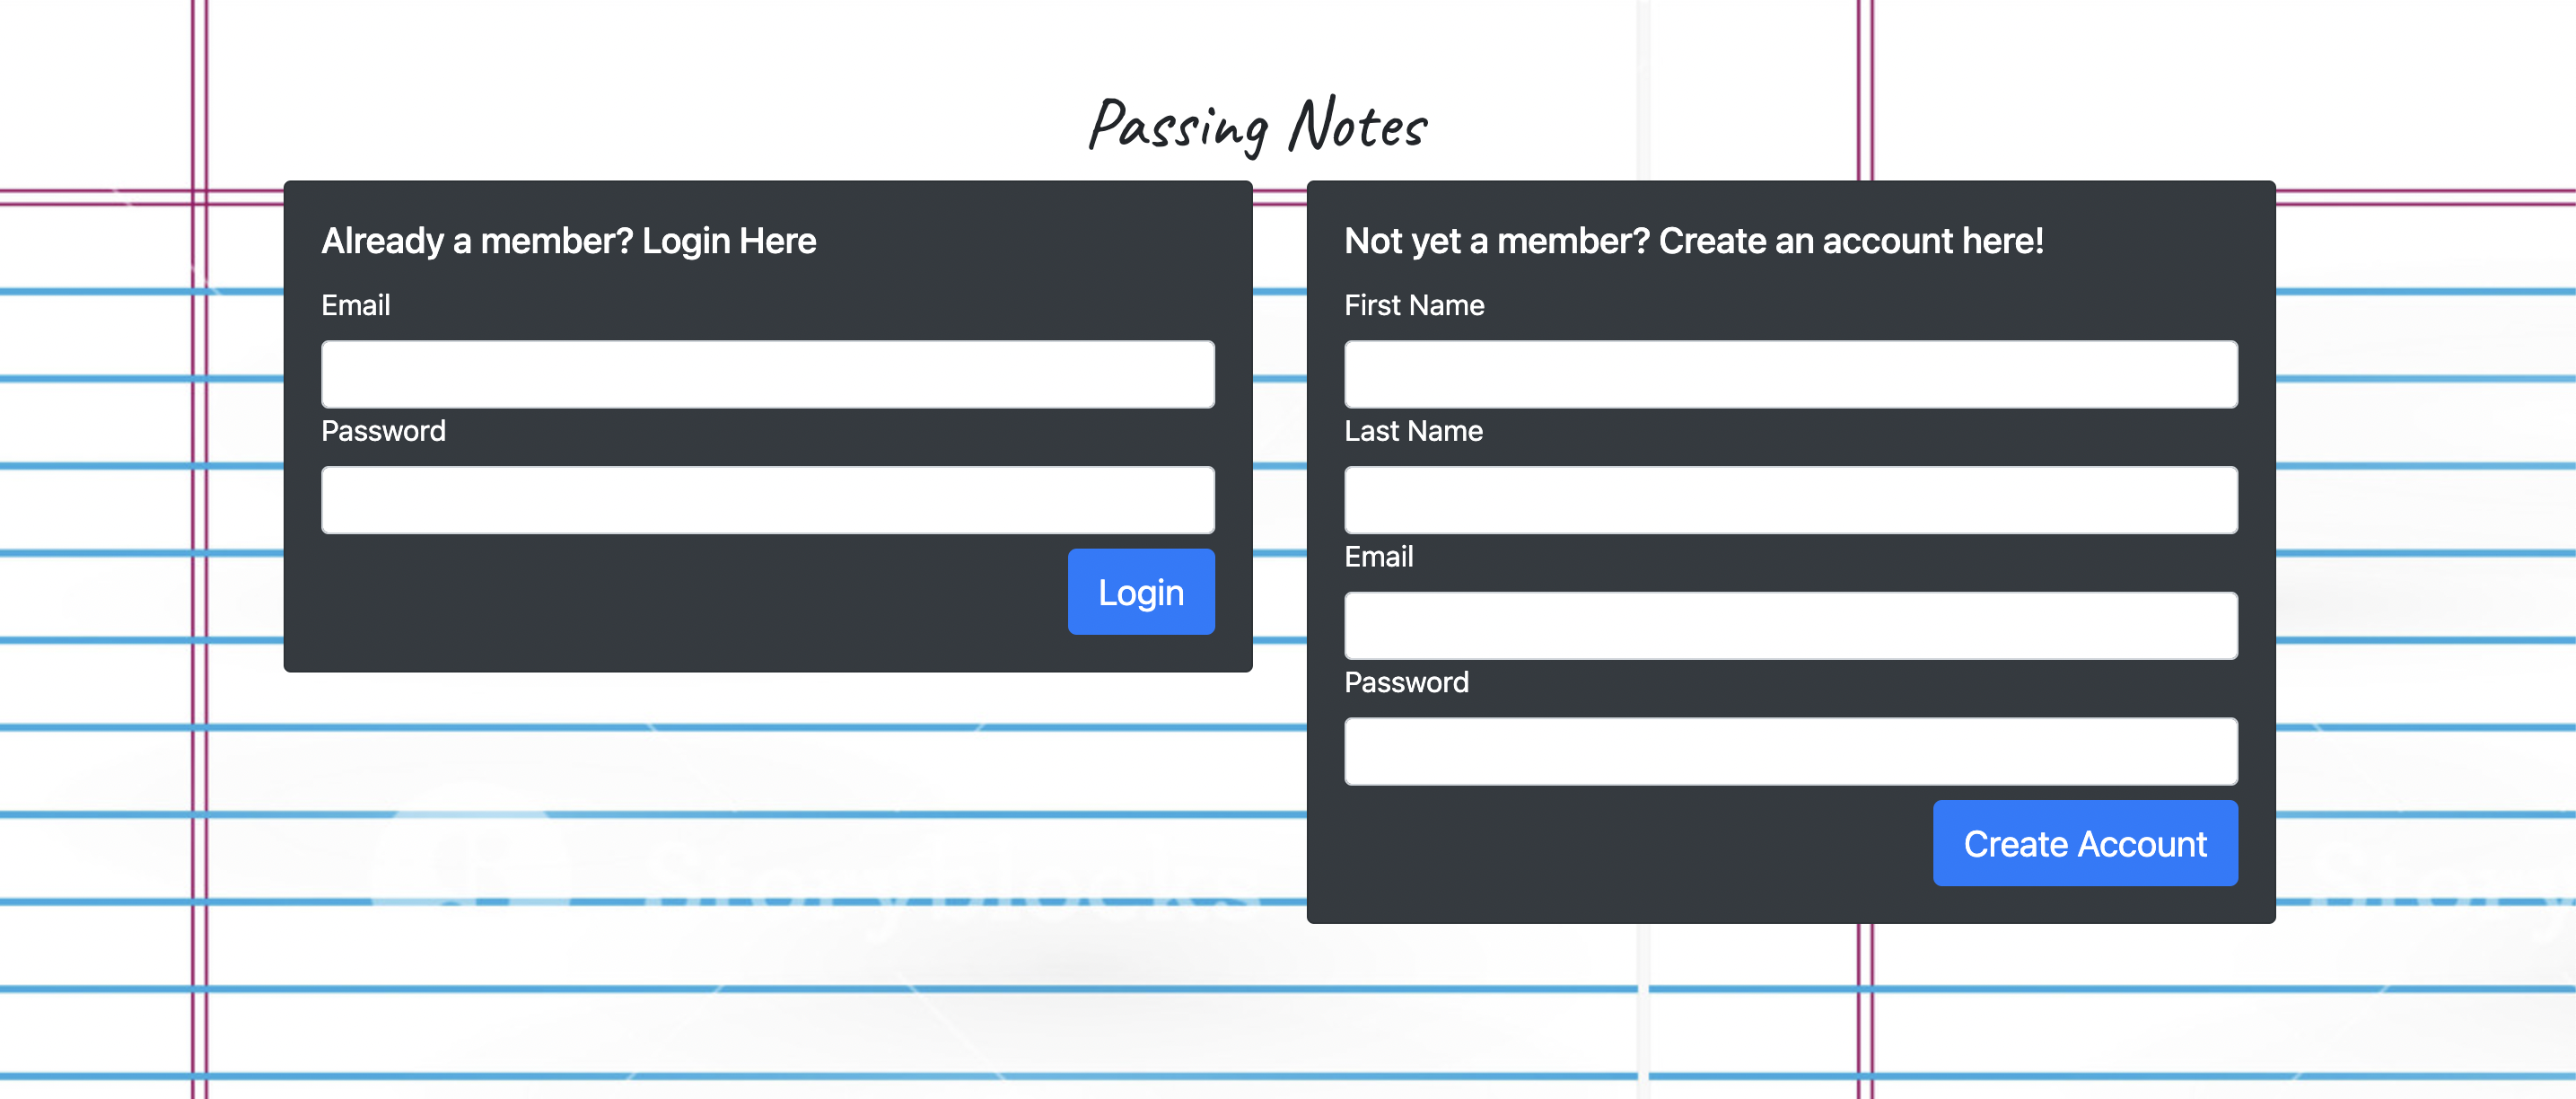 Passing Notes
Already a member? Login Here
Email
Password
Login
Not yet a member? Create an account here!
First Name
Last Name
Email
Password
Create Account
Storyblocks
Story